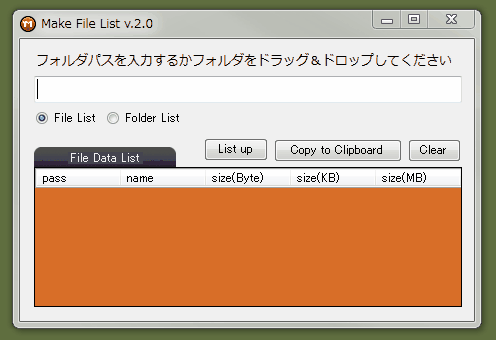 Make File List v.2.0
フォルダパスを入力するかフォルダをドラッグ＆ドロップしてください
File List Folder List
File Data List List up Copy to Clipboard Clear
pass name size(Byte) size(KB) size(MB)